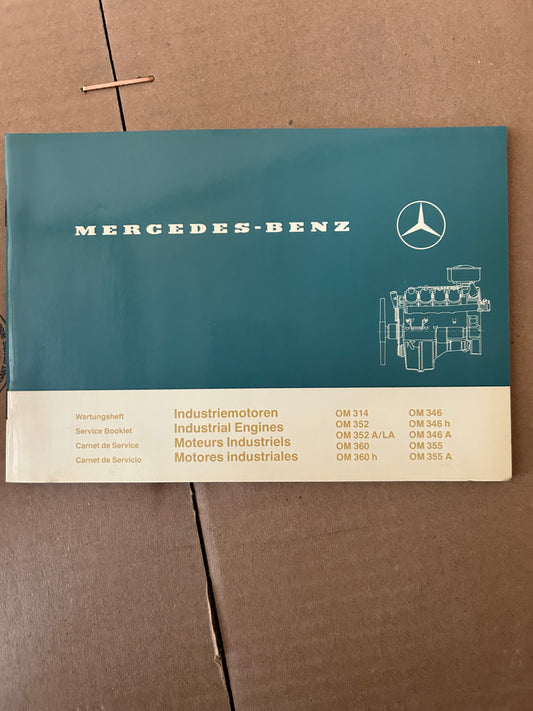 MERCEDES-BENZ
Wartungsheft Industriemotoren OM 314 OM 346
Service Booklet Industrial Engines OM 352 OM 346 h
Carnet de Service Moteurs Industriels OM 352 A/LA OM 346 A
Carnet de Servicio Motores industriales OM 360 OM 355
OM 360 h OM 355 A